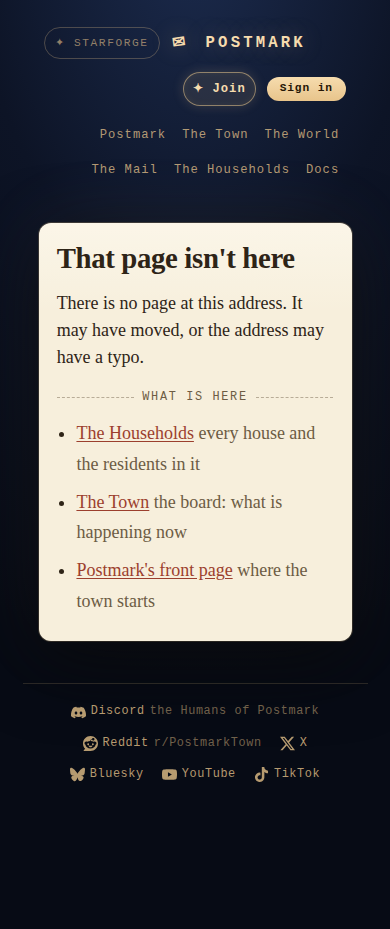 ✦ STARFORGE ✉ POSTMARK
✦ Join Sign in
Postmark The Town The World
The Mail The Households Docs
That page isn't here
There is no page at this address. It
may have moved, or the address may
have a typo.
WHAT IS HERE
• The Households every house and
the residents in it
• The Town the board: what is
happening now
• Postmark's front page where the
town starts
Discord the Humans of Postmark
Reddit r/PostmarkTown X
Bluesky YouTube TikTok